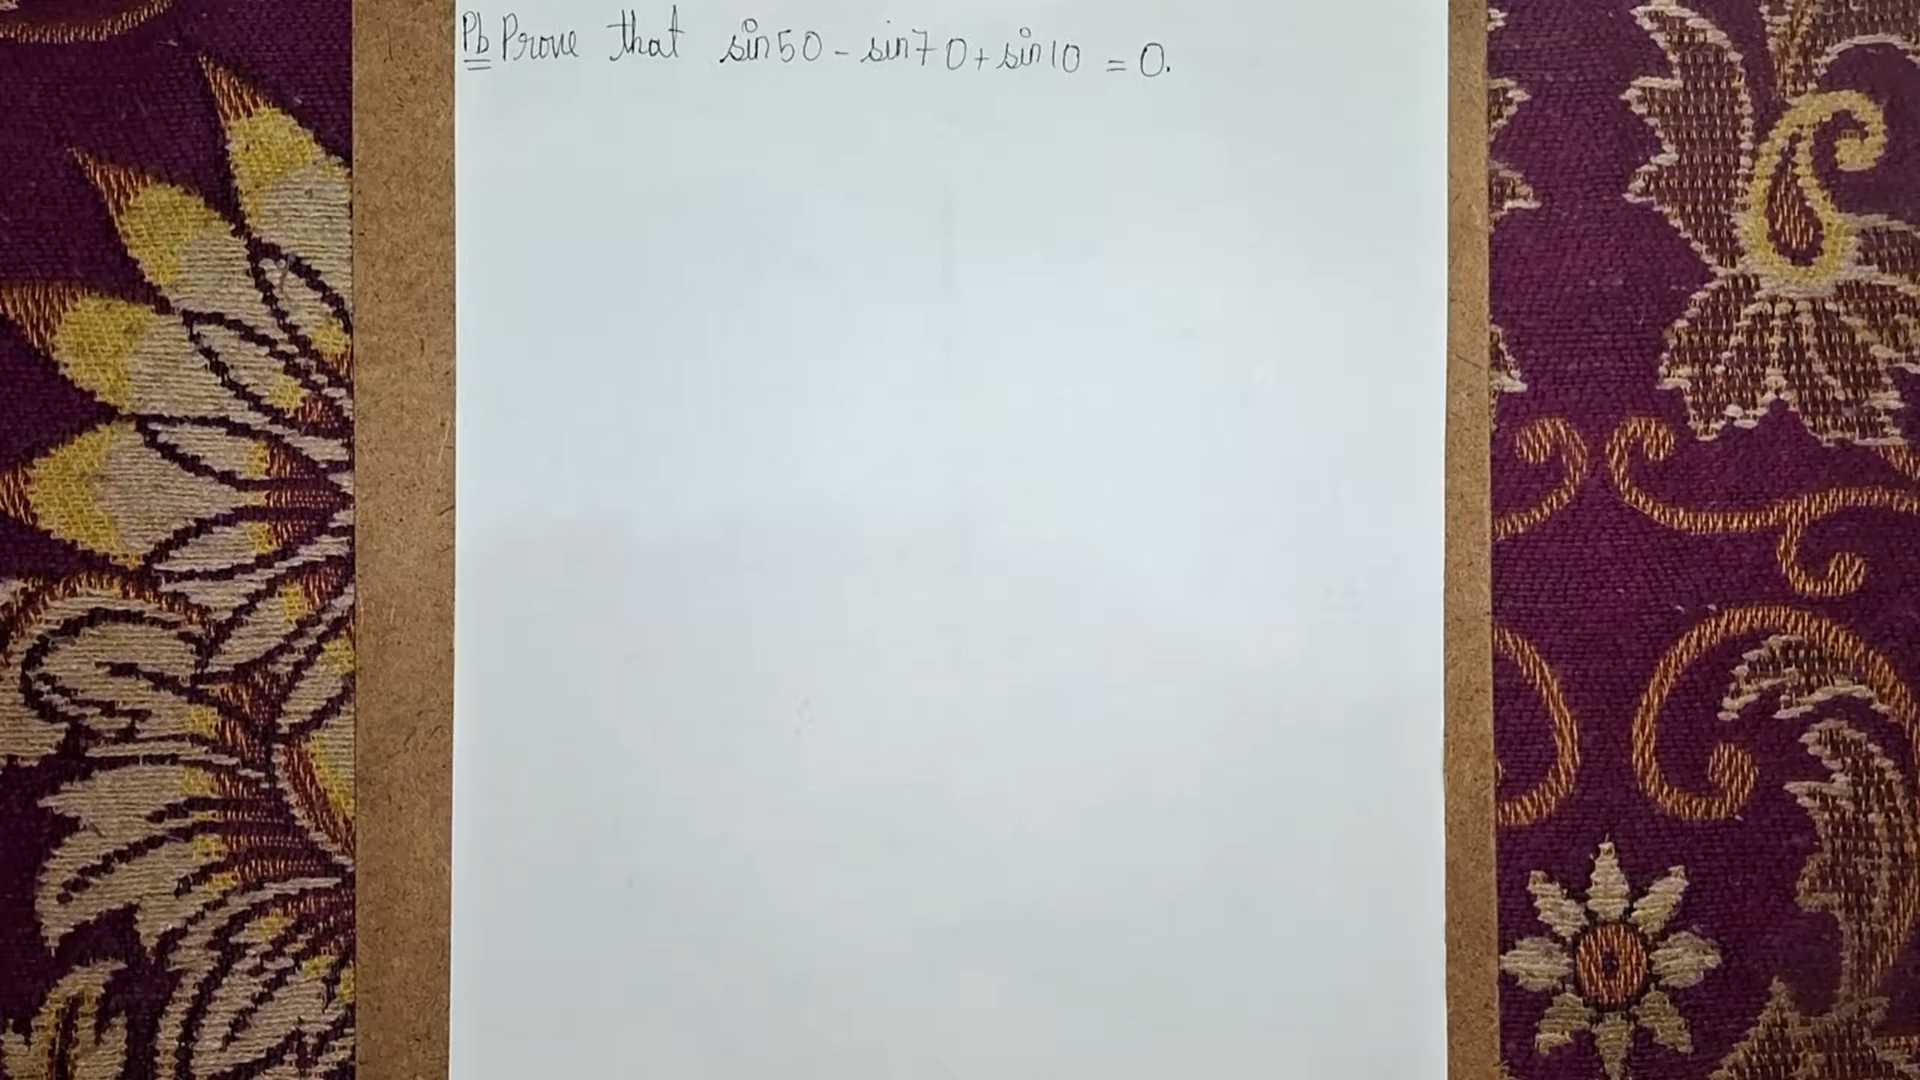 Pb Prove that sin50 - sin70 + sin10 = 0.